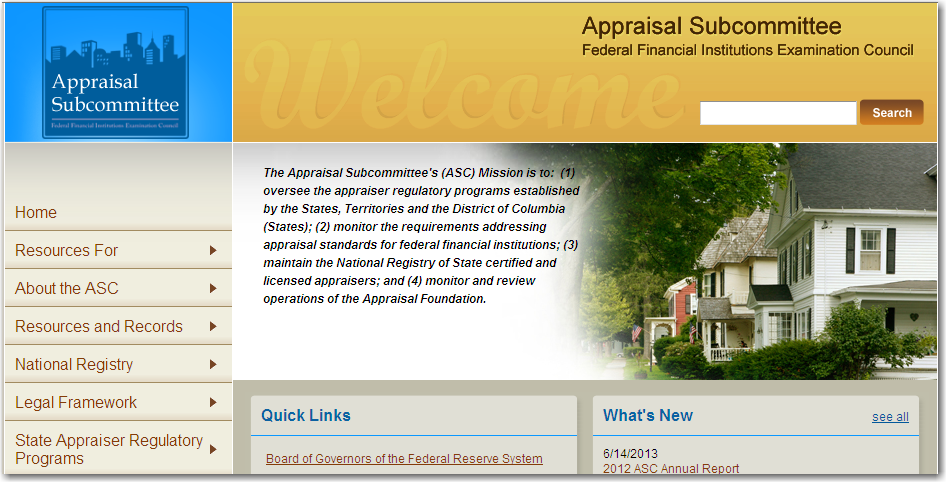 Appraisal
Subcommittee
Federal Financial Institutions Examination Council
Welcome
Appraisal Subcommittee
Federal Financial Institutions Examination Council
Search
Home
Resources For
About the ASC
Resources and Records
National Registry
Legal Framework
State Appraiser Regulatory
Programs
The Appraisal Subcommittee's (ASC) Mission is to: (1)
oversee the appraiser regulatory programs established
by the States, Territories and the District of Columbia
(States); (2) monitor the requirements addressing
appraisal standards for federal financial institutions; (3)
maintain the National Registry of State certified and
licensed appraisers; and (4) monitor and review
operations of the Appraisal Foundation.
Quick Links
Board of Governors of the Federal Reserve System
What's New
see all
6/14/2013
2012 ASC Annual Report